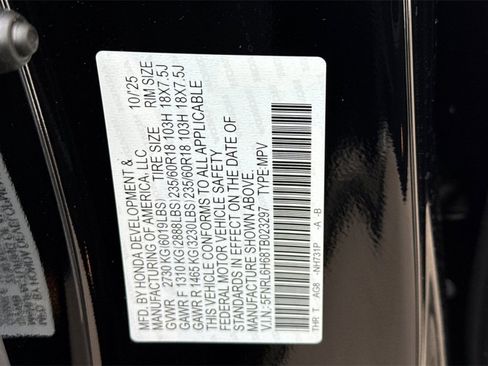 MFD. BY HONDA DEVELOPMENT & 10/'25
MANUFACTURING OF AMERICA, LLC
TIRE SIZE RIM SIZE
GVWR 2730 KG(6019LBS)
GAWR F 1310 KG(2888LBS) 235/60R18 103H 18X7.5J
GAWR R 1465 KG(3230LBS) 235/60R18 103H 18X7.5J
THIS VEHICLE CONFORMS TO ALL APPLICABLE
FEDERAL MOTOR VEHICLE SAFETY
STANDARDS IN EFFECT ON THE DATE OF
MANUFACTURE SHOWN ABOVE.
V.I.N: 5FNRL6H68TB023297 TYPE:MPV
THR T AG8 -NH731P -A -B